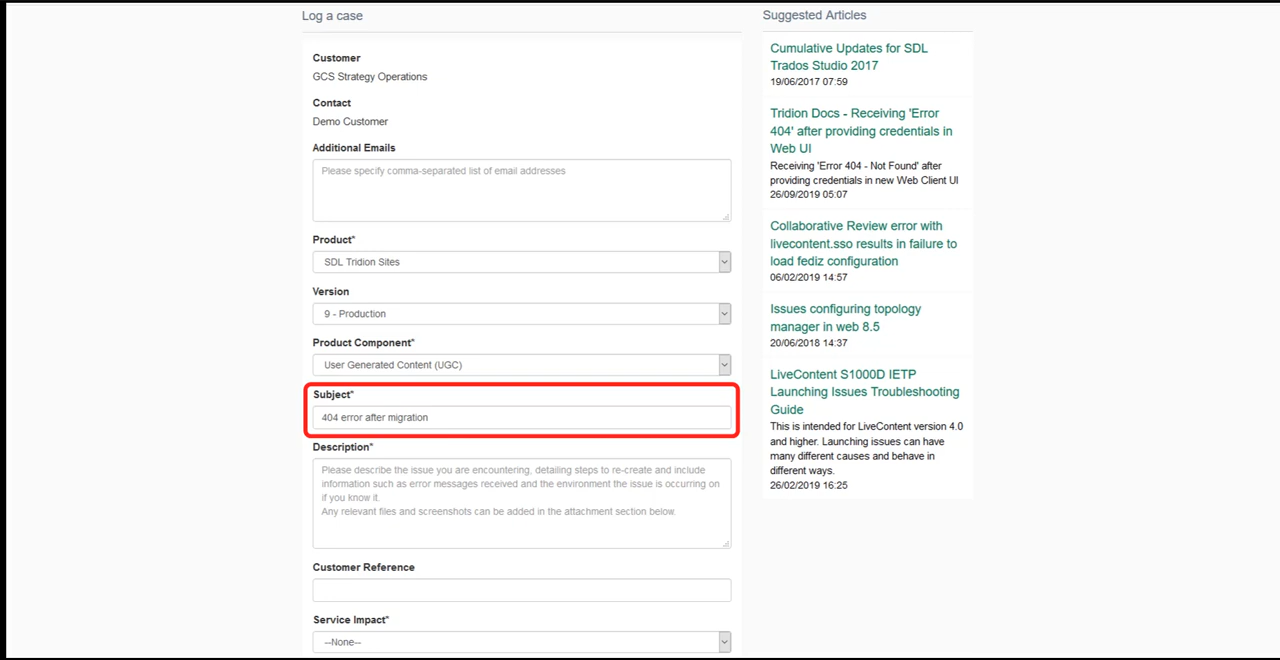 Log a case
Customer
GCS Strategy Operations
Contact
Demo Customer
Additional Emails
Please specify comma-separated list of email addresses
Product*
SDL Tridion Sites
Version
9 - Production
Product Component*
User Generated Content (UGC)
Subject*
404 error after migration
Description*
Please describe the issue you are encountering, detailing steps to re-create and include
information such as error messages received and the environment the issue is occurring on
if you know it.
Any relevant files and screenshots can be added in the attachment section below.
Customer Reference
Service Impact*
--None--
Suggested Articles
Cumulative Updates for SDL
Trados Studio 2017
19/06/2017 07:59
Tridion Docs - Receiving 'Error
404' after providing credentials in
Web UI
Receiving 'Error 404 - Not Found' after
providing credentials in new Web Client UI
26/09/2019 05:07
Collaborative Review error with
livecontent.sso results in failure to
load fediz configuration
06/02/2019 14:57
Issues configuring topology
manager in web 8.5
20/06/2018 14:37
LiveContent S1000D IETP
Launching Issues Troubleshooting
Guide
This is intended for LiveContent version 4.0
and higher. Launching issues can have
many different causes and behave in
different ways.
26/02/2019 16:25